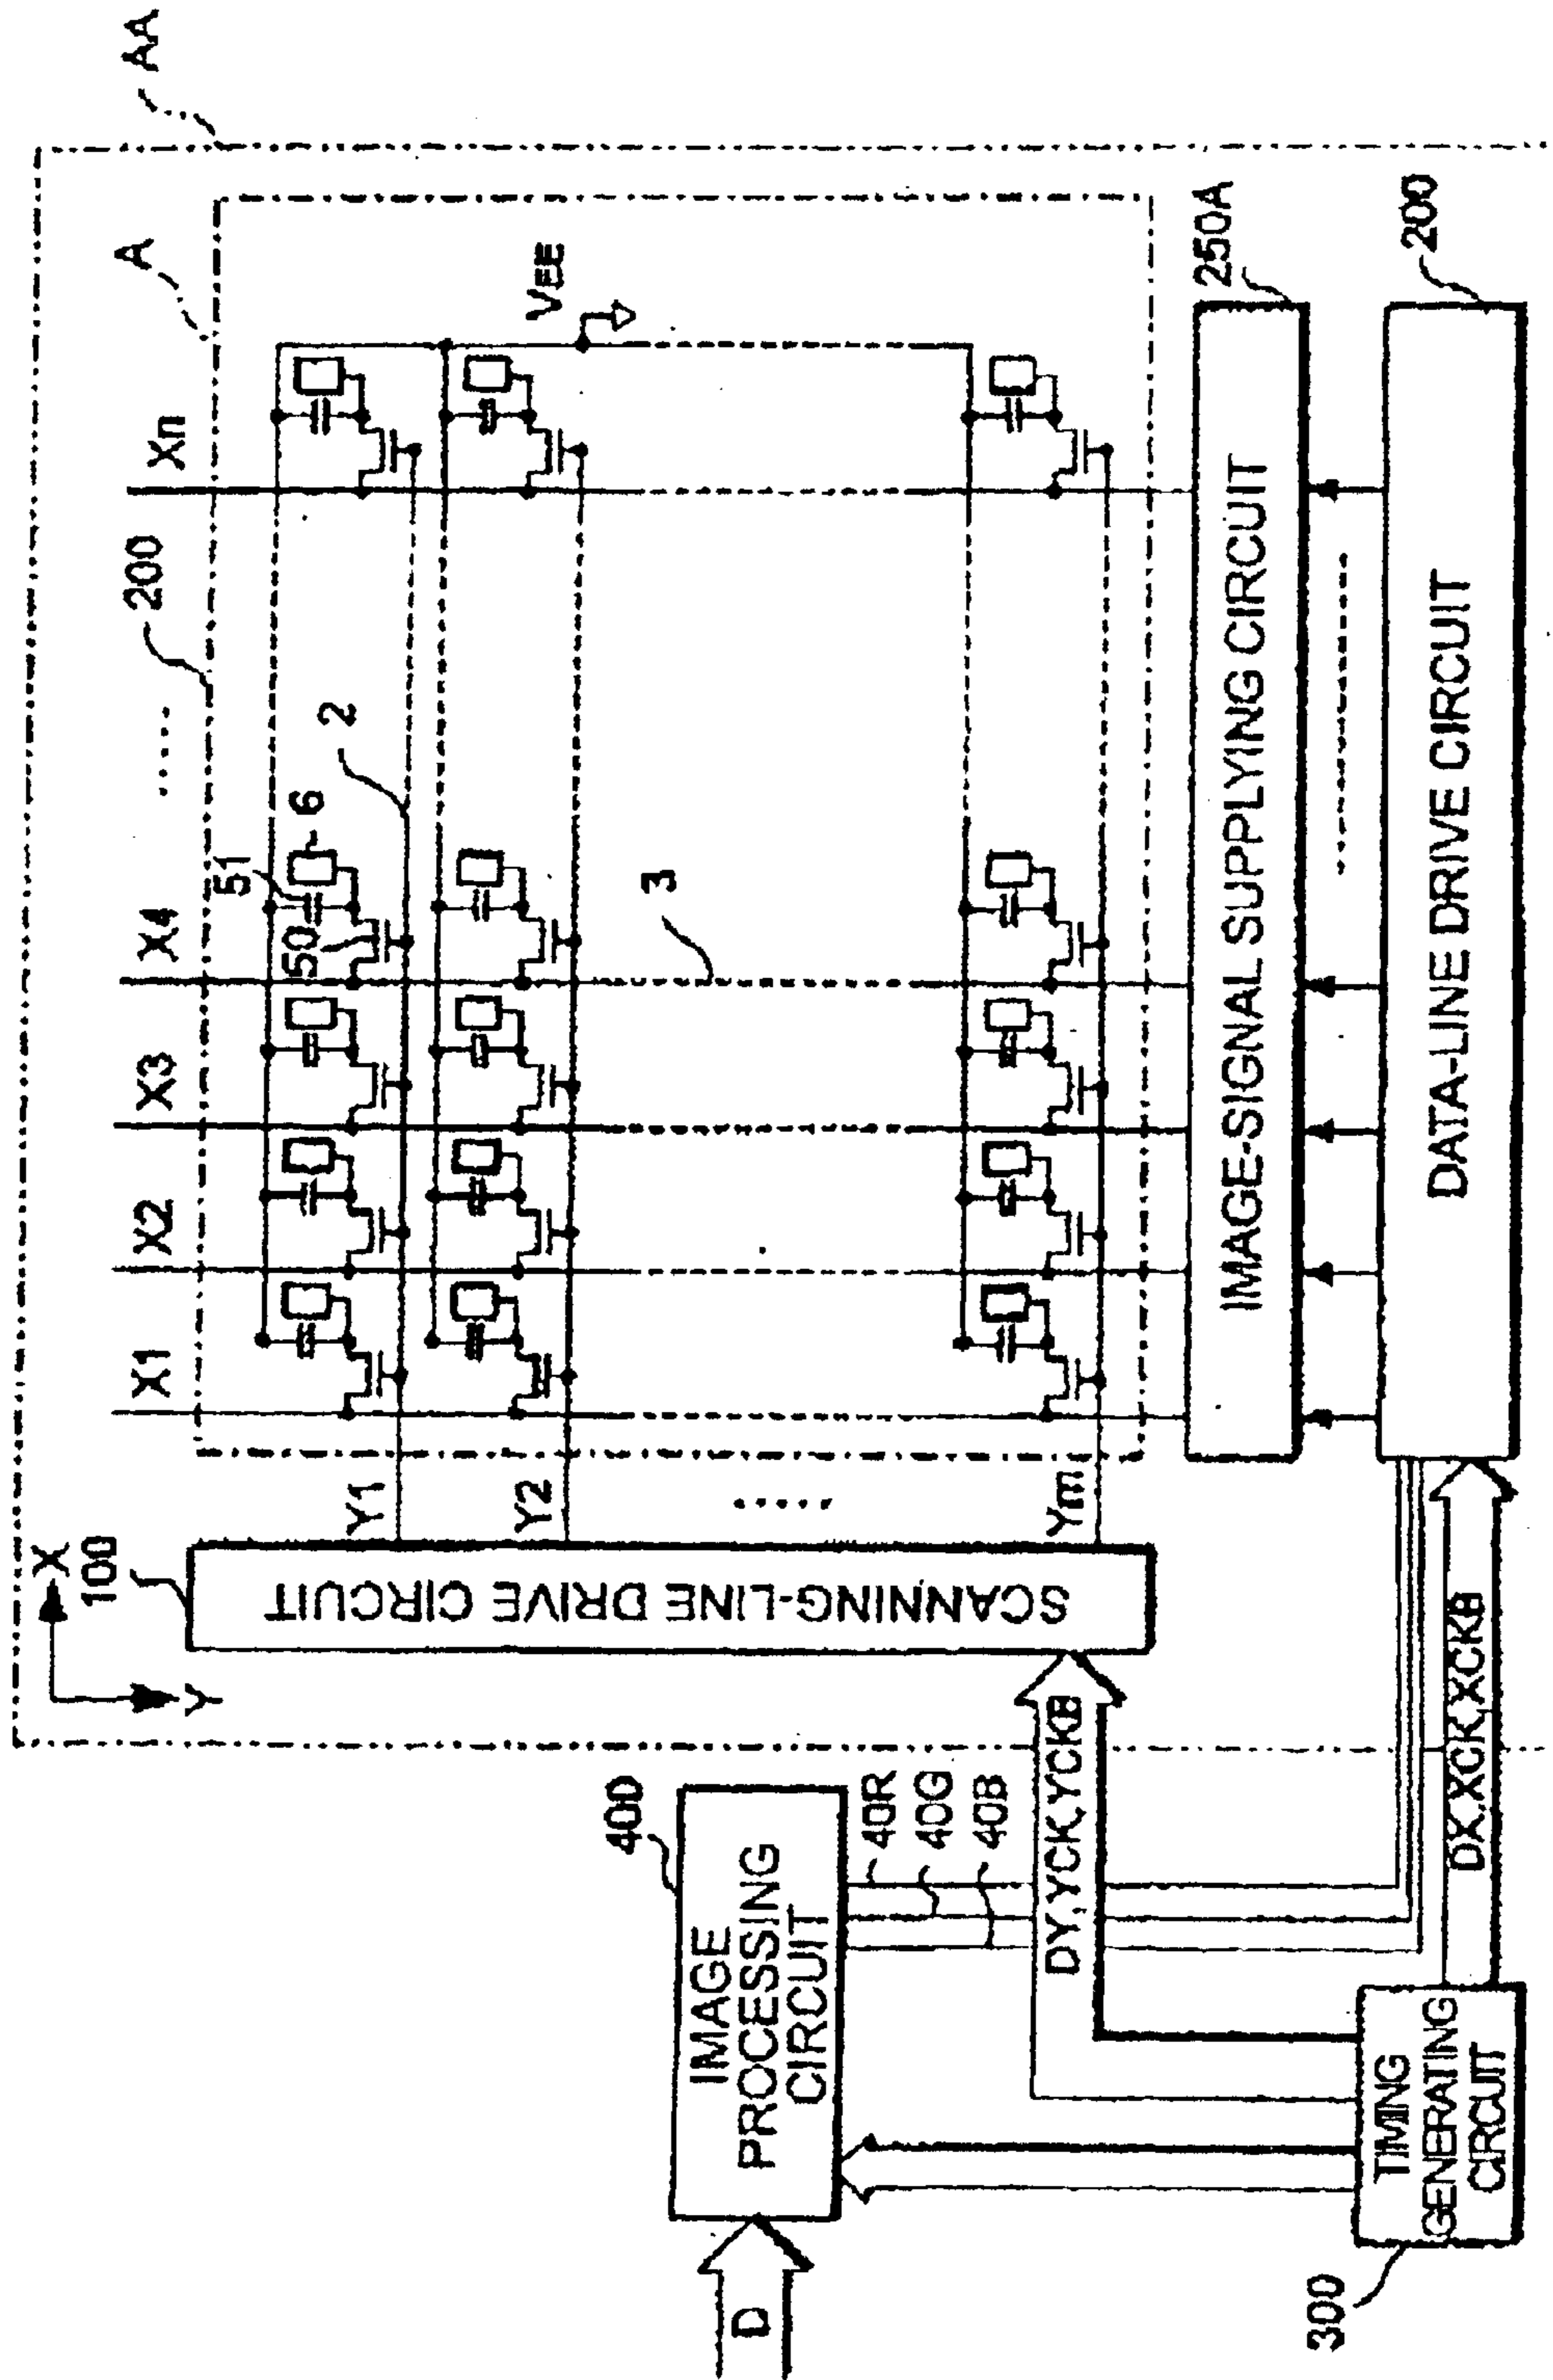 AA
A
200
X1
X2
X3
X4
.....
Xn
X
100
Y
51
50
6
2
VEE
Y1
Y2
.....
Ym
3
SCANNING-LINE DRIVE CIRCUIT
400
IMAGE
PROCESSING
CIRCUIT
D
40R
40G
40B
DY,YCK,YCKB
250A
IMAGE-SIGNAL SUPPLYING CIRCUIT
200
DATA-LINE DRIVE CIRCUIT
DX,XCK,XCKB
300
TIMING
GENERATING
CIRCUIT